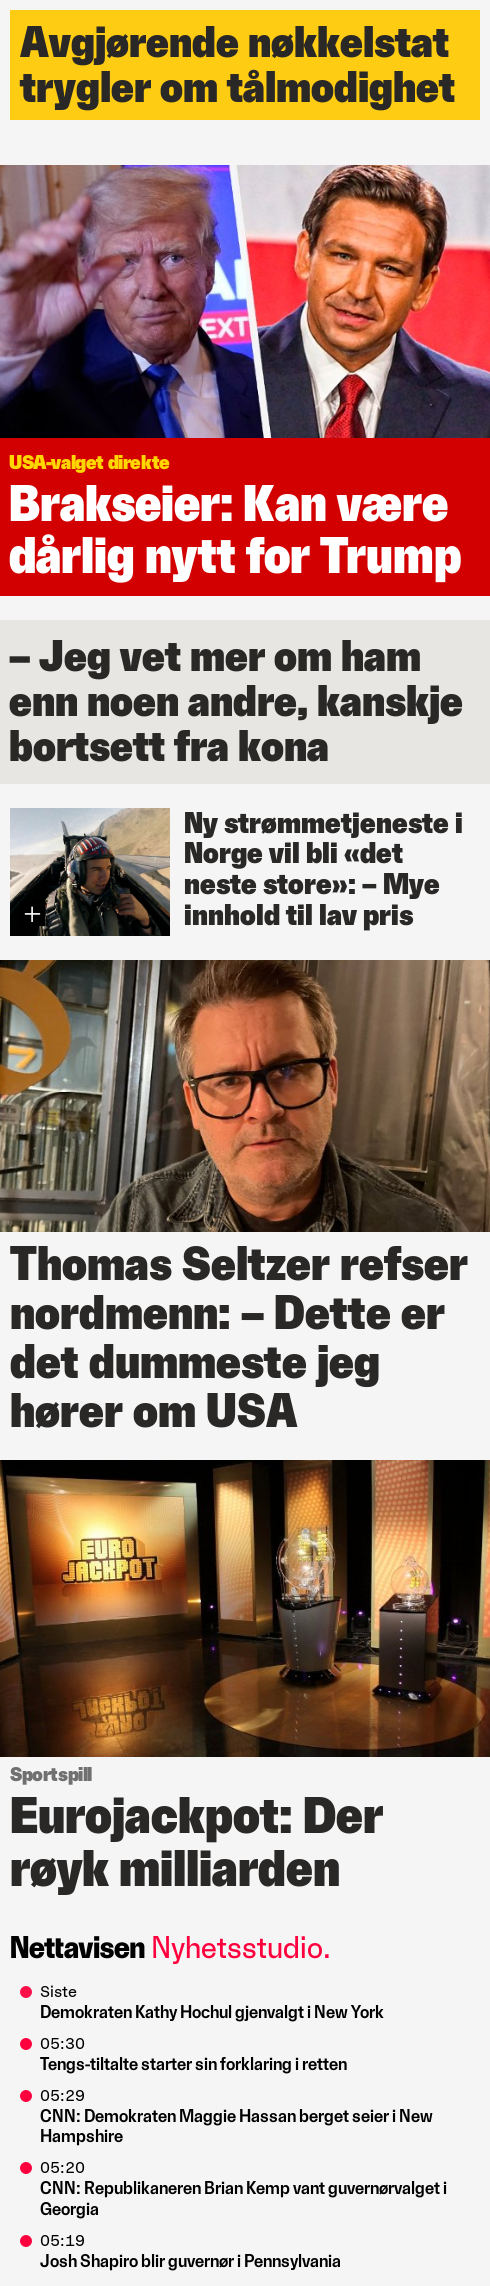 Avgjørende nøkkelstat
trygler om tålmodighet
EXT
USA-valget direkte
Brakseier: Kan være
dårlig nytt for Trump
– Jeg vet mer om ham
enn noen andre, kanskje
bortsett fra kona
Ny strømmetjeneste i
Norge vil bli «det
neste store»: – Mye
innhold til lav pris
Thomas Seltzer refser
nordmenn: – Dette er
det dummeste jeg
hører om USA
EURO
JACKPOT
Sportspill
Eurojackpot: Der
røyk milliarden
Nettavisen Nyhetsstudio.
Siste
Demokraten Kathy Hochul gjenvalgt i New York
05:30
Tengs-tiltalte starter sin forklaring i retten
05:29
CNN: Demokraten Maggie Hassan berget seier i New
Hampshire
05:20
CNN: Republikaneren Brian Kemp vant guvernørvalget i
Georgia
05:19
Josh Shapiro blir guvernør i Pennsylvania